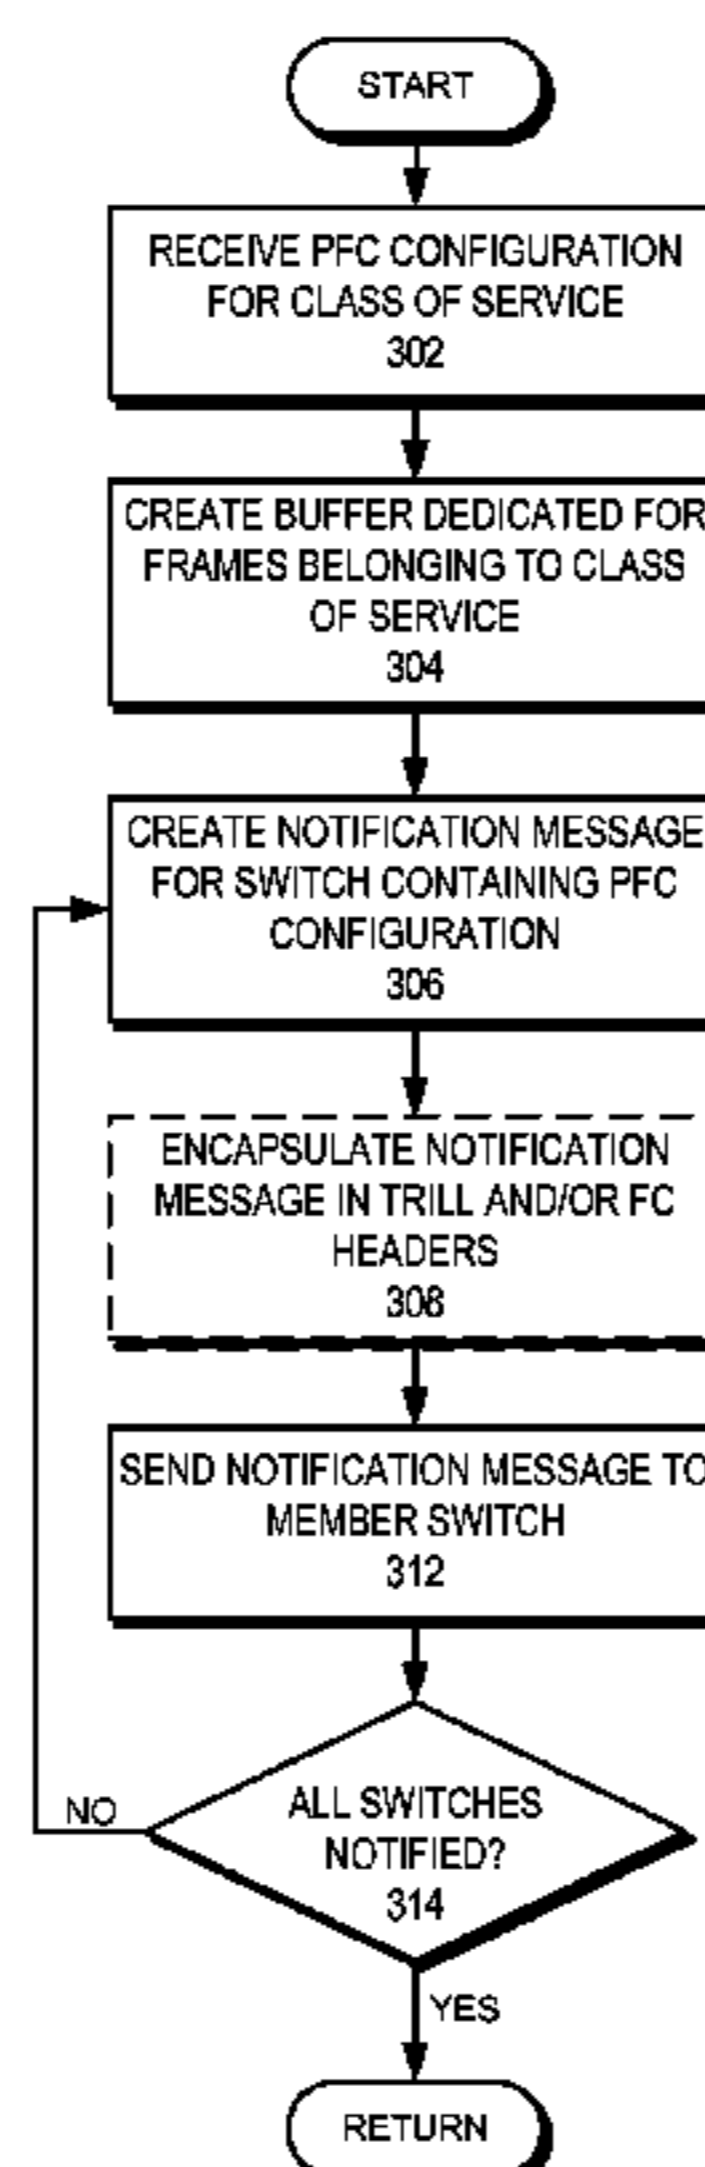 START
RECEIVE PFC CONFIGURATION
FOR CLASS OF SERVICE
302
CREATE BUFFER DEDICATED FOR
FRAMES BELONGING TO CLASS
OF SERVICE
304
CREATE NOTIFICATION MESSAGE
FOR SWITCH CONTAINING PFC
CONFIGURATION
306
ENCAPSULATE NOTIFICATION
MESSAGE IN TRILL AND/OR FC
HEADERS
308
SEND NOTIFICATION MESSAGE TO
MEMBER SWITCH
312
NO
ALL SWITCHES
NOTIFIED?
314
YES
RETURN